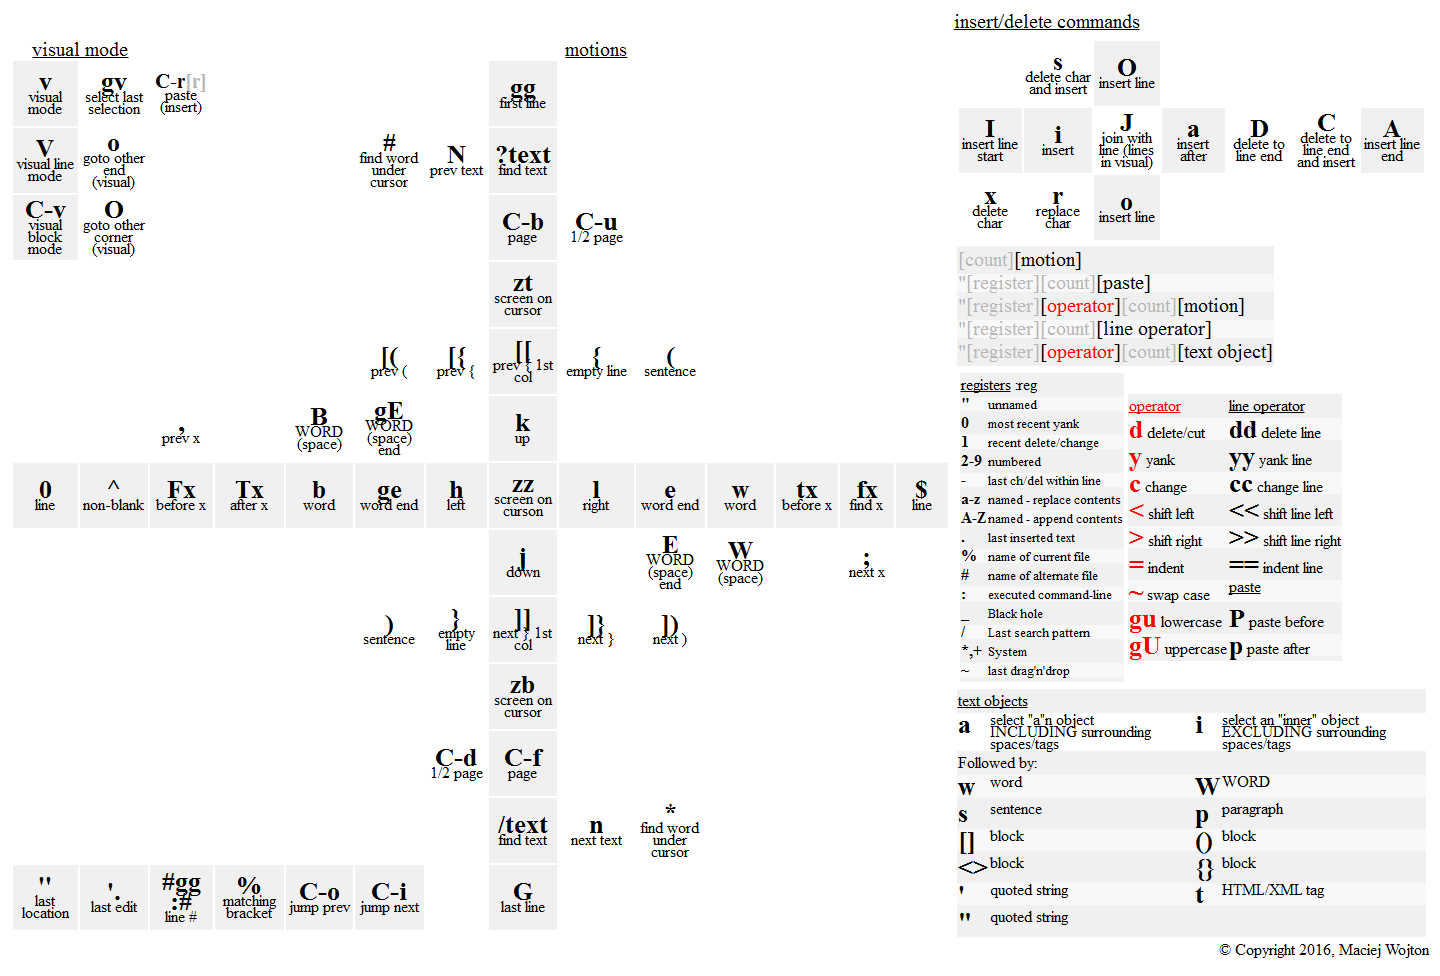 insert/delete commands
visual mode
motions
v
visual
mode
gv
select last
selection
C-r[r]
paste
(insert)
gg
first line
V
visual line
mode
o
goto other
end
(visual)
#
find word
under
cursor
N
prev text
?text
find text
C-v
visual
block
mode
O
goto other
corner
(visual)
C-b
page
C-u
1/2 page
zt
screen on
cursor
[(
prev (
[{
prev {
[[
prev { 1st
col
{
empty line
(
sentence
,
prev x
B
WORD
(space)
gE
WORD
(space)
end
k
up
0
line
^
non-blank
Fx
before x
Tx
after x
b
word
ge
word end
h
left
zz
screen on
curson
l
right
e
word end
w
word
tx
before x
fx
find x
$
line
j
down
E
WORD
(space)
end
W
WORD
(space)
;
next x
)
sentence
}
empty
line
]]
next } 1st
col
]}
next }
])
next )
zb
screen on
cursor
C-d
1/2 page
C-f
page
/text
find text
n
next text
*
find word
under
cursor
''
last
location
'.
last edit
#gg
:#
line #
%
matching
bracket
C-o
jump prev
C-i
jump next
G
last line
s
delete char
and insert
O
insert line
I
insert line
start
i
insert
J
join with
line (lines
in visual)
a
insert
after
D
delete to
line end
C
delete to
line end
and insert
A
insert line
end
x
delete
char
r
replace
char
o
insert line
[count][motion]
"[register][count][paste]
"[register][operator][count][motion]
"[register][count][line operator]
"[register][operator][count][text object]
registers :reg
" unnamed
0 most recent yank
1 recent delete/change
2-9 numbered
- last ch/del within line
a-z named - replace contents
A-Z named - append contents
. last inserted text
% name of current file
# name of alternate file
: executed command-line
_ Black hole
/ Last search pattern
*,+ System
~ last drag'n'drop
operator line operator
d delete/cut dd delete line
y yank yy yank line
c change cc change line
< shift left << shift line left
> shift right >> shift line right
= indent == indent line
~ swap case paste
gu lowercase P paste before
gU uppercase p paste after
text objects
a select "a"n object
INCLUDING surrounding
spaces/tags
i select an "inner" object
EXCLUDING surrounding
spaces/tags
Followed by:
w word W WORD
s sentence p paragraph
[] block () block
<> block {} block
' quoted string t HTML/XML tag
" quoted string
© Copyright 2016, Maciej Wojton